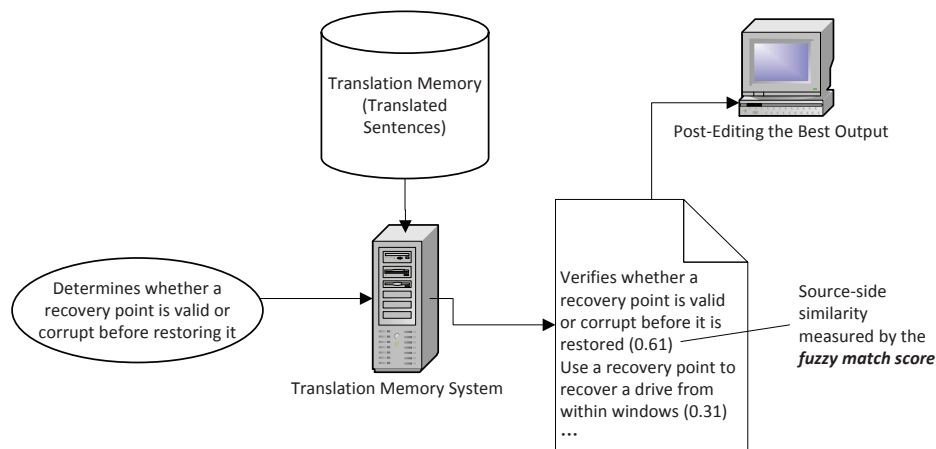 Translation Memory
(Translated
Sentences)
Post-Editing the Best Output
Determines whether a
recovery point is valid or
corrupt before restoring it
Translation Memory System
Verifies whether a
recovery point is valid
or corrupt before it is
restored (0.61)
Use a recovery point to
recover a drive from
within windows (0.31)
...
Source-side
similarity
measured by the
fuzzy match score